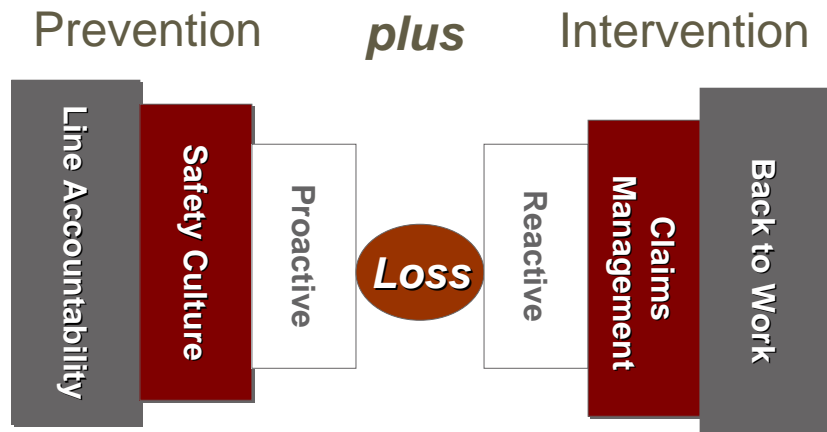 Prevention plus Intervention
Line Accountability
Safety Culture
Proactive
Loss
Reactive
Claims
Management
Back to Work